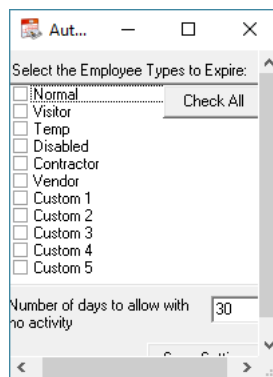 Aut...
Select the Employee Types to Expire:
Normal
Check All
Visitor
Temp
Disabled
Contractor
Vendor
Custom 1
Custom 2
Custom 3
Custom 4
Custom 5
Number of days to allow with
no activity
30